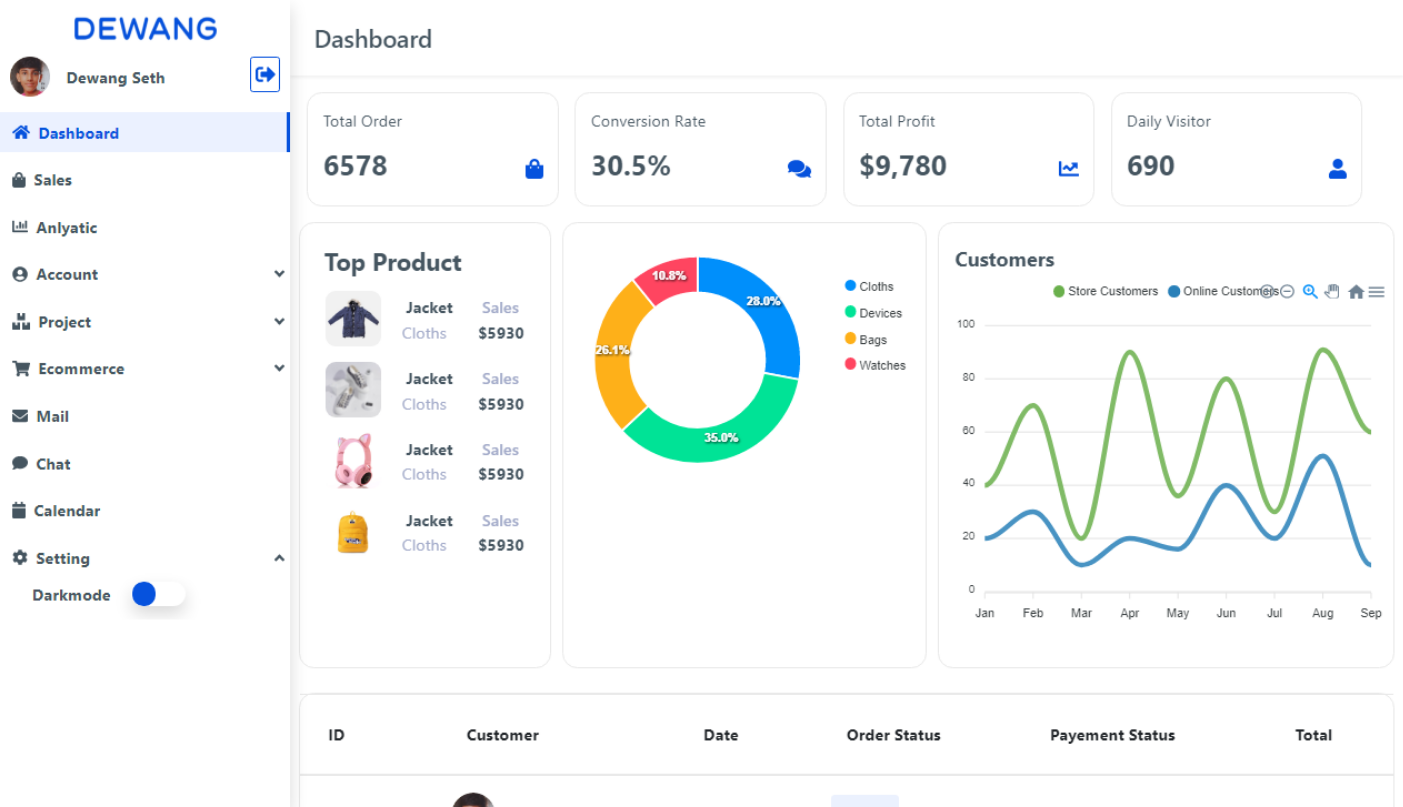 DEWANG
Dewang Seth
Dashboard
Sales
Anlyatic
Account
Project
Ecommerce
Mail
Chat
Calendar
Setting
Darkmode
Dashboard
Total Order
6578
Conversion Rate
30.5%
Total Profit
$9,780
Daily Visitor
690
Top Product
Jacket Sales
Cloths $5930
Jacket Sales
Cloths $5930
Jacket Sales
Cloths $5930
Jacket Sales
Cloths $5930
10.8%
28.0%
26.1%
35.0%
Cloths
Devices
Bags
Watches
Customers
Store Customers Online Customers
100
80
60
40
20
0
Jan Feb Mar Apr May Jun Jul Aug Sep
ID Customer Date Order Status Payement Status Total